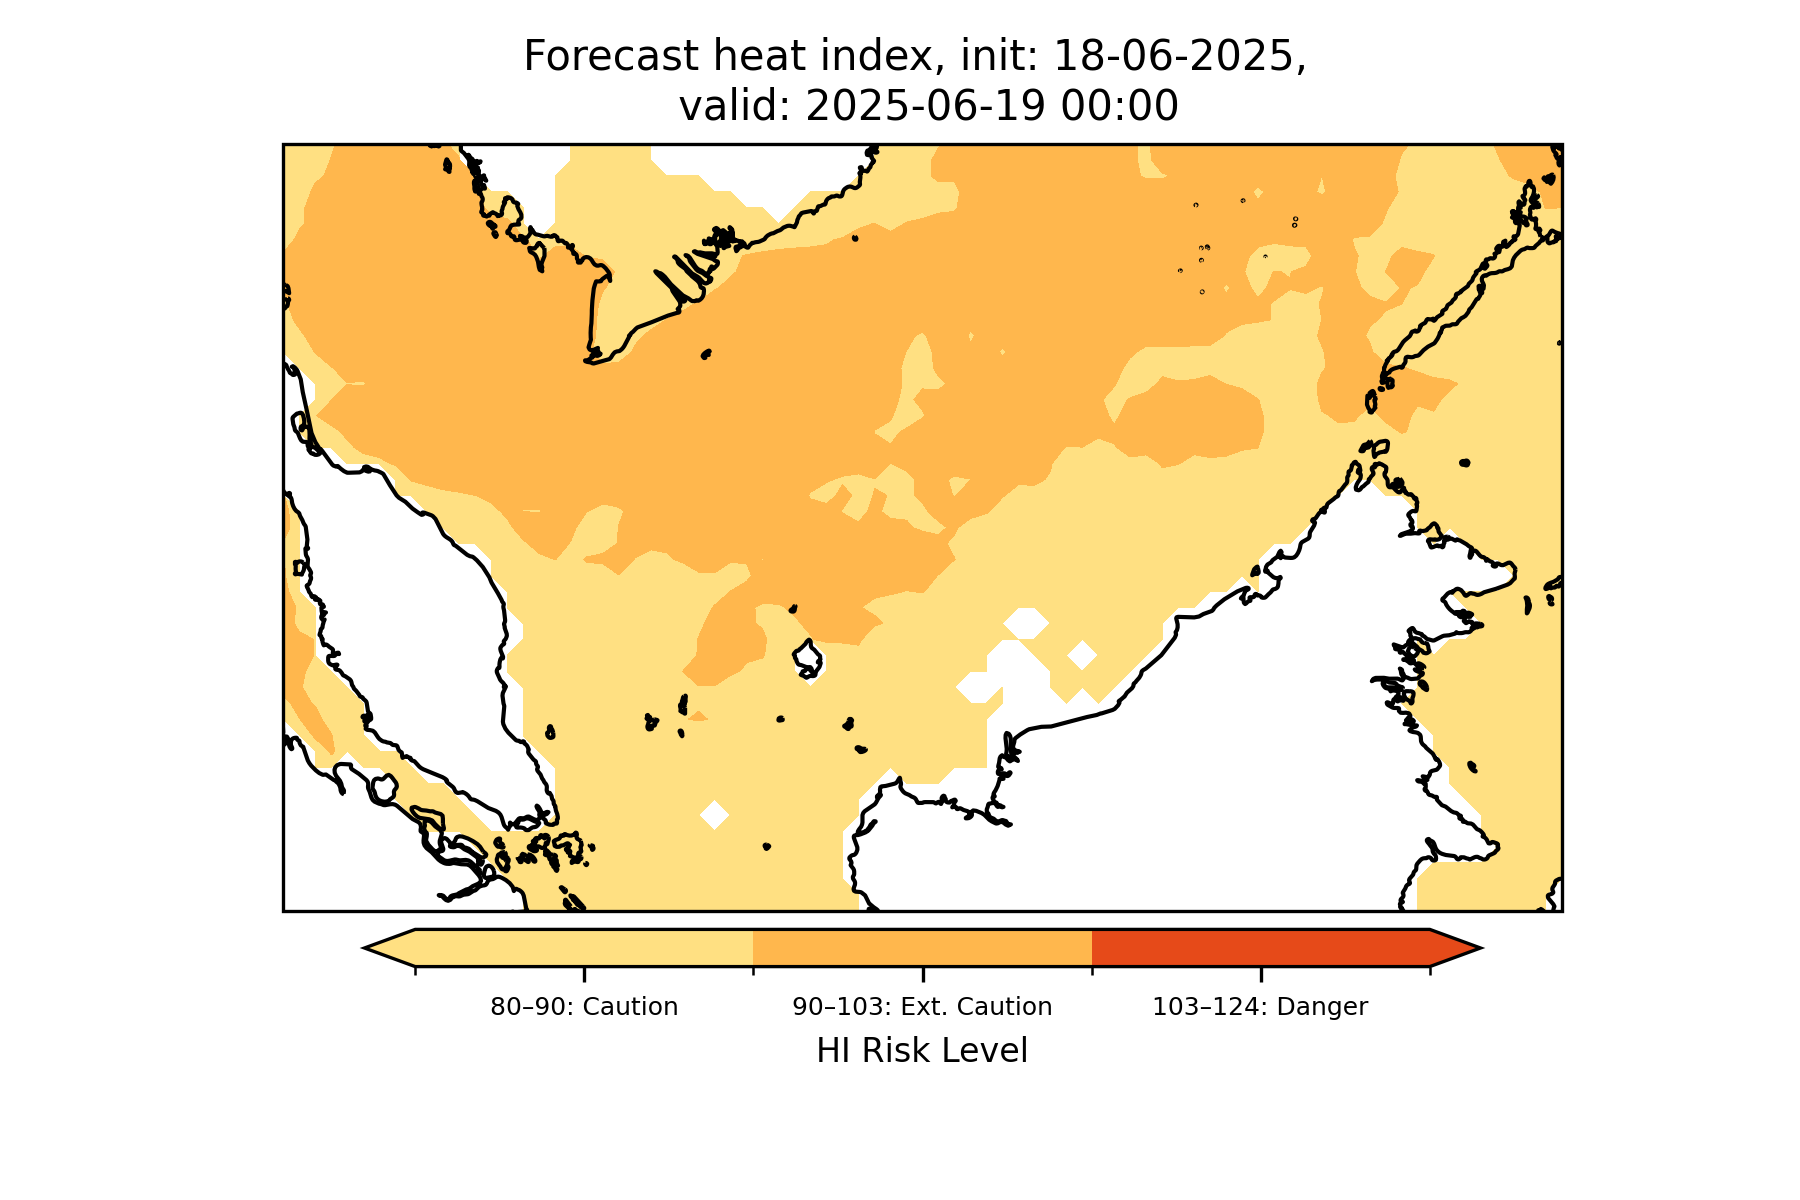 Forecast heat index, init: 18-06-2025,
valid: 2025-06-19 00:00
80–90: Caution
90–103: Ext. Caution
103–124: Danger
HI Risk Level